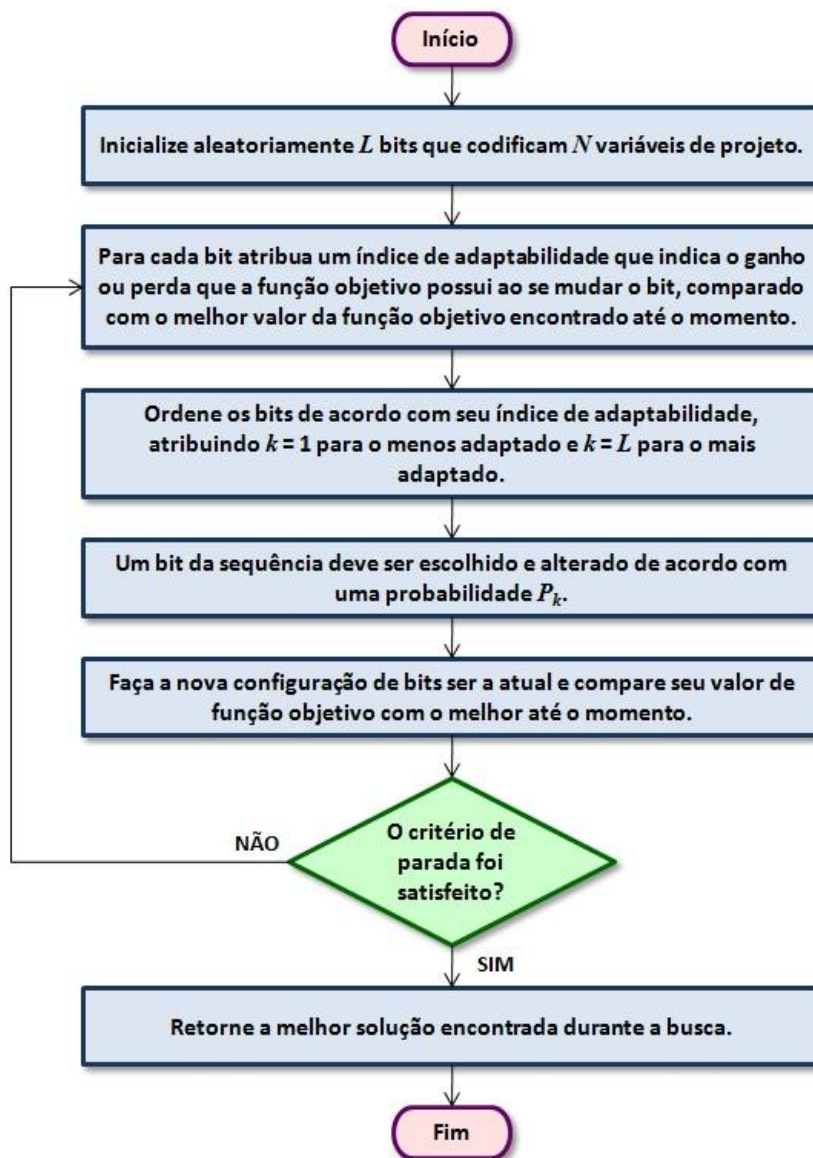 Início
Inicialize aleatoriamente L bits que codificam N variáveis de projeto.
Para cada bit atribua um índice de adaptabilidade que indica o ganho
ou perda que a função objetivo possui ao se mudar o bit, comparado
com o melhor valor da função objetivo encontrado até o momento.
Ordene os bits de acordo com seu índice de adaptabilidade,
atribuindo k = 1 para o menos adaptado e k = L para o mais
adaptado.
Um bit da sequência deve ser escolhido e alterado de acordo com
uma probabilidade Pk.
Faça a nova configuração de bits ser a atual e compare seu valor de
função objetivo com o melhor até o momento.
O critério de
parada foi
satisfeito?
NÃO
SIM
Retorne a melhor solução encontrada durante a busca.
Fim